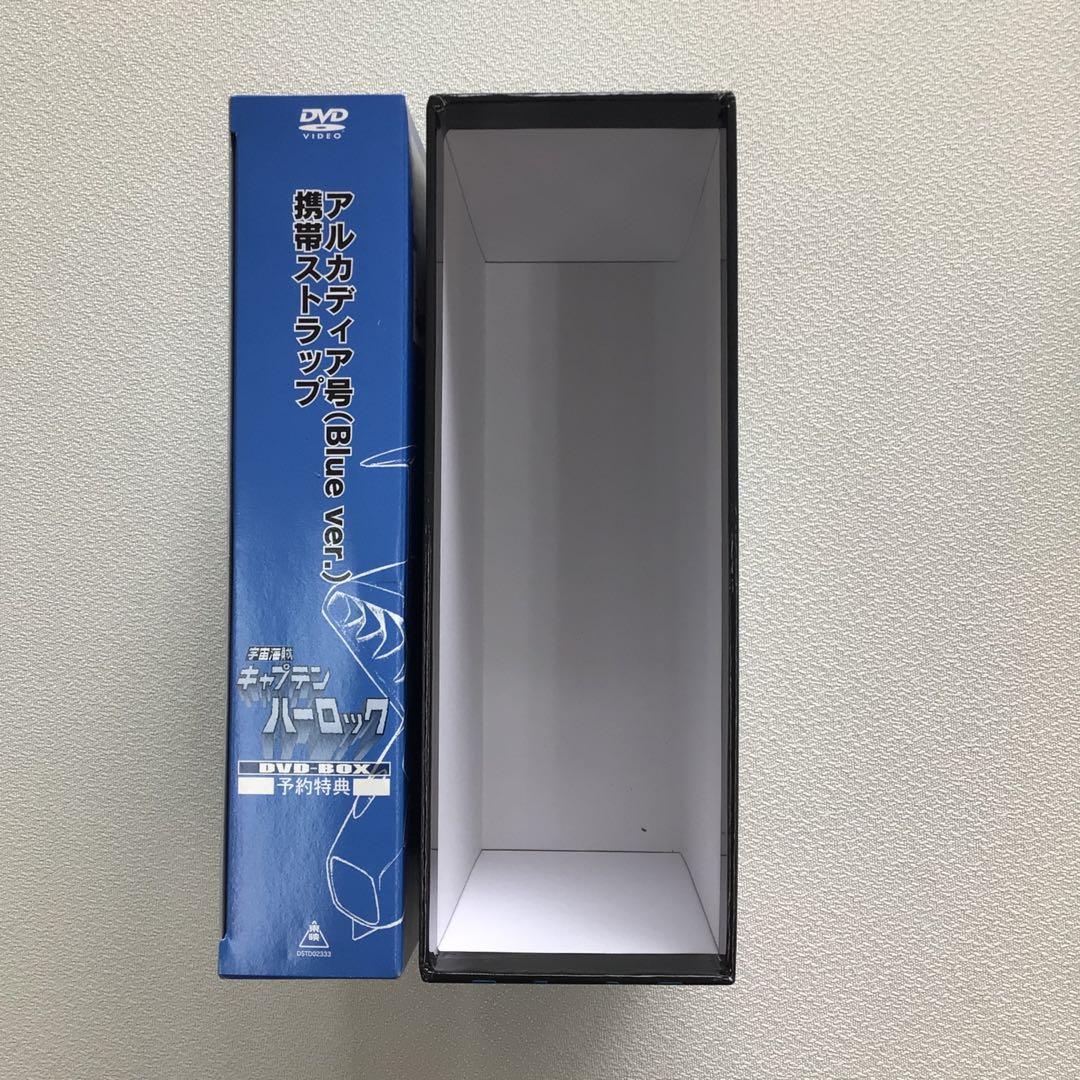 DVD
VIDEO
アルカディア号(Blue ver.)
携帯ストラップ
宇宙海賊
キャプテン
ハーロック
DVD-BOX
予約特典
東映
DSTD02333